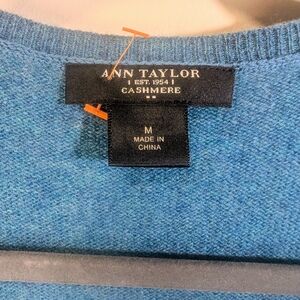 ANN TAYLOR
| EST. 1954 |
CASHMERE
M
MADE IN
CHINA